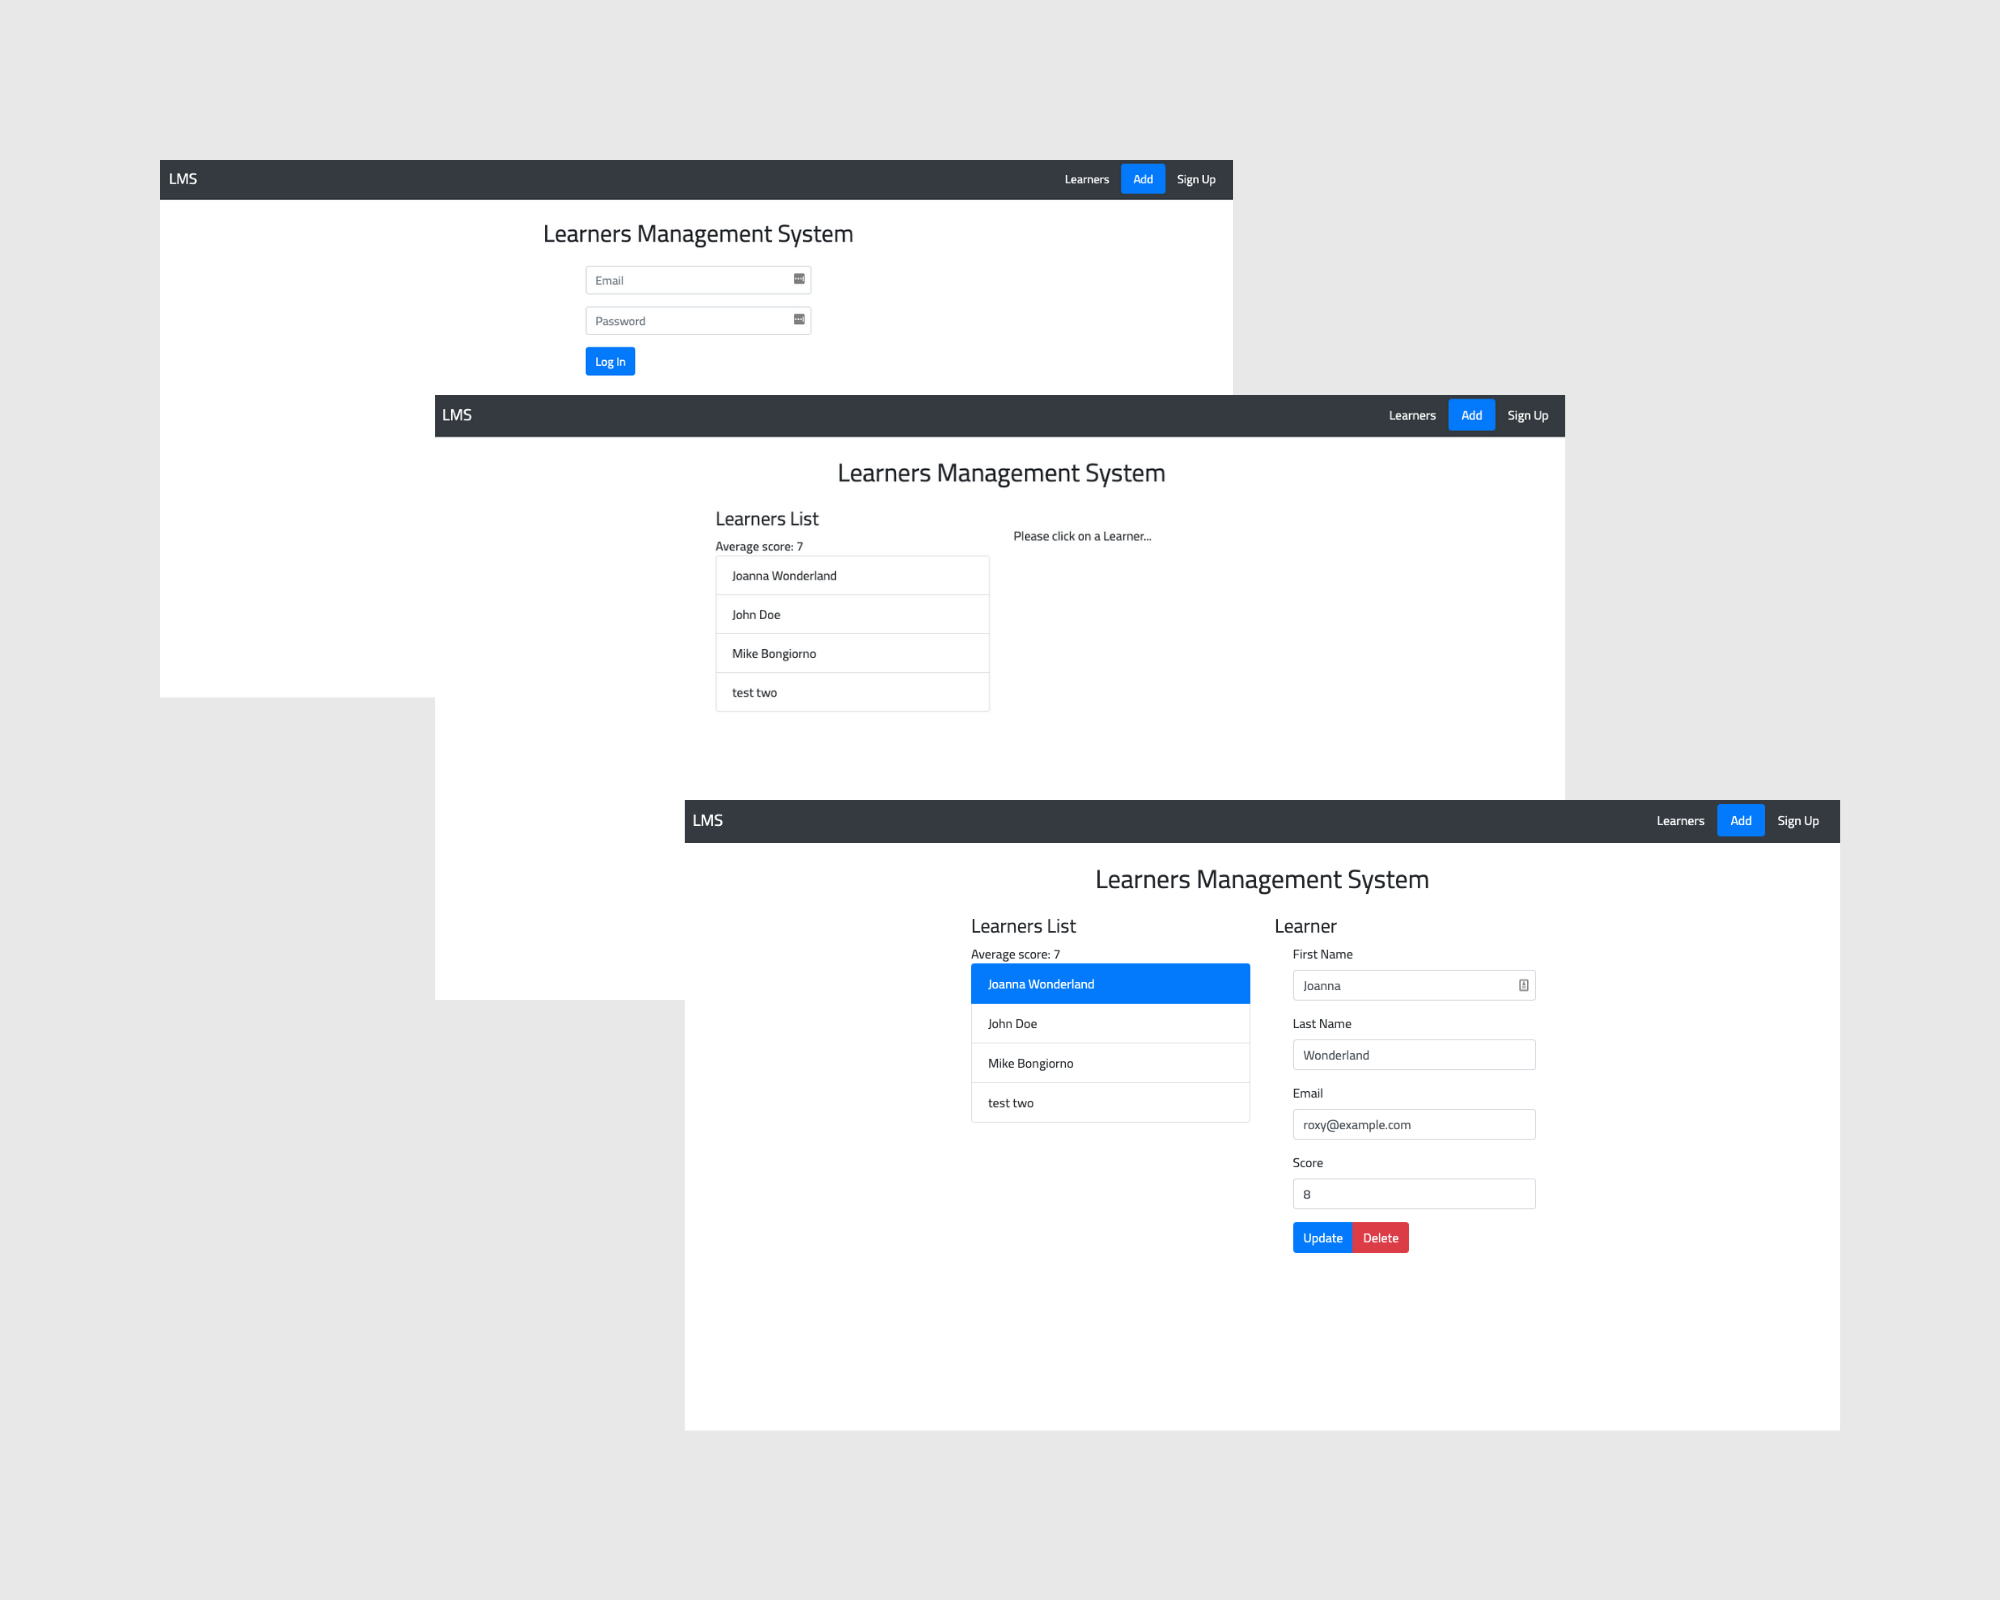 LMS
Learners Add Sign Up
Learners Management System
Email
Password
Log In
LMS
Learners Add Sign Up
Learners Management System
Learners List
Average score: 7
Please click on a Learner...
Joanna Wonderland
John Doe
Mike Bongiorno
test two
LMS
Learners Add Sign Up
Learners Management System
Learners List
Average score: 7
Joanna Wonderland
John Doe
Mike Bongiorno
test two
Learner
First Name
Joanna
Last Name
Wonderland
Email
roxy@example.com
Score
8
Update Delete